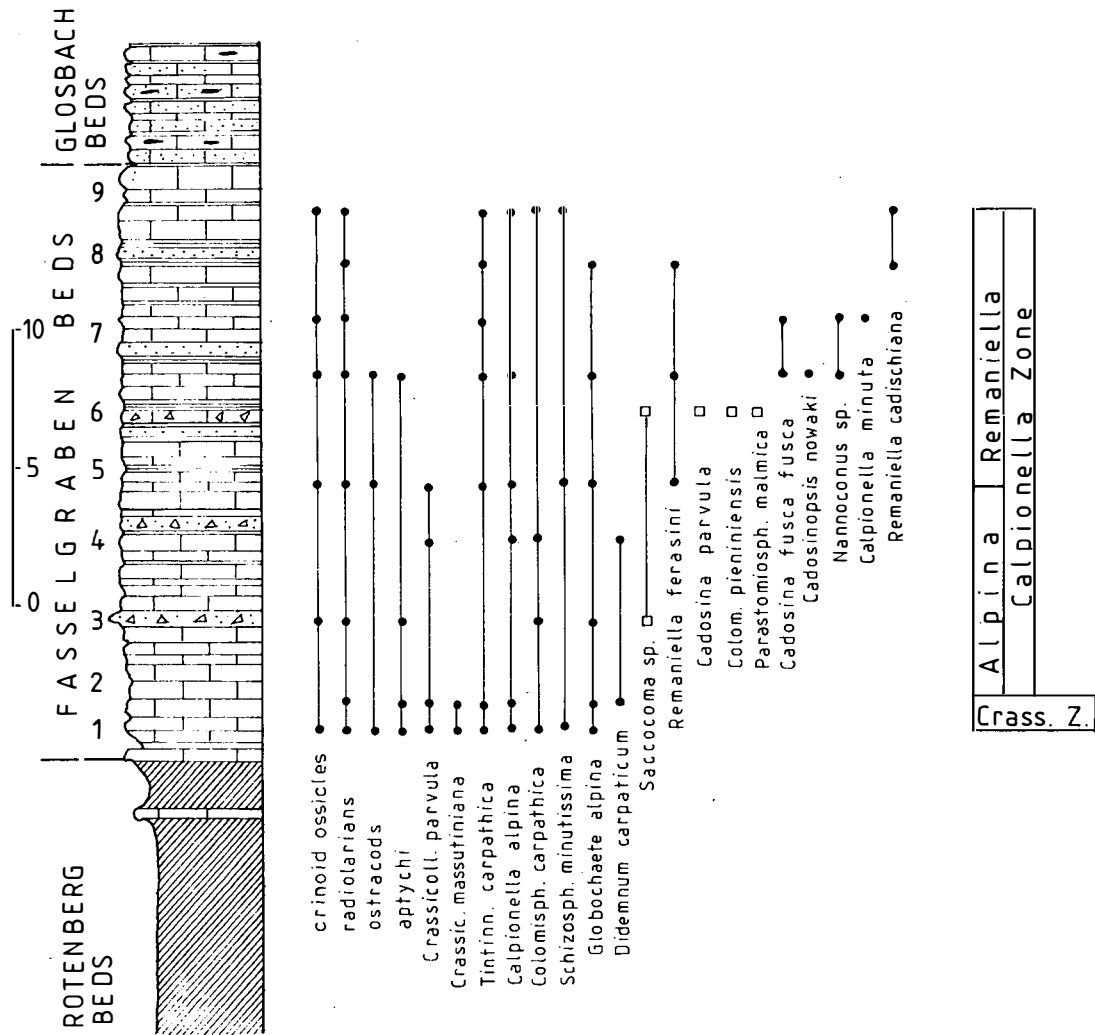 GLOSBACH
BEDS
FASSELGRABEN BEDS
ROTENBERG
BEDS
9
8
7
6
5
4
3
2
1
10
5
0
crinoid ossicles
radiolarians
ostracods
aptychi
Crassicoll. parvula
Crassic. massutiniana
Tintinn. carpathica
Calpionella alpina
Colomisph. carpathica
Schizosph. minutissima
Globochaete alpina
Didemnum carpaticum
Saccocoma sp.
Remaniella ferasini
Cadosina parvula
Colom. pieniniensis
Parastomiosph. malmica
Cadosina fusca fusca
Cadosinopsis nowaki
Nannoconus sp.
Calpionella minuta
Remaniella cadischiana
Alpina
Remaniella
Calpionella Zone
Crass. Z.